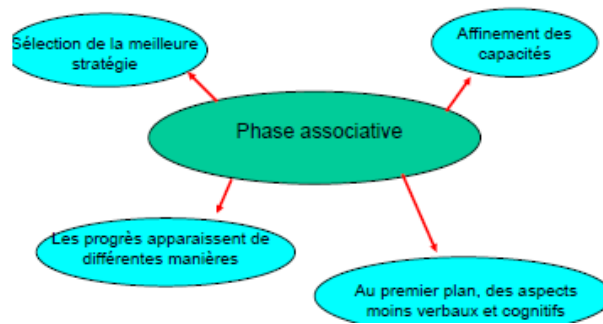 Sélection de la meilleure
stratégie
Affinement des
capacités
Phase associative
Les progrès apparaissent de
différentes manières
Au premier plan, des aspects
moins verbaux et cognitifs